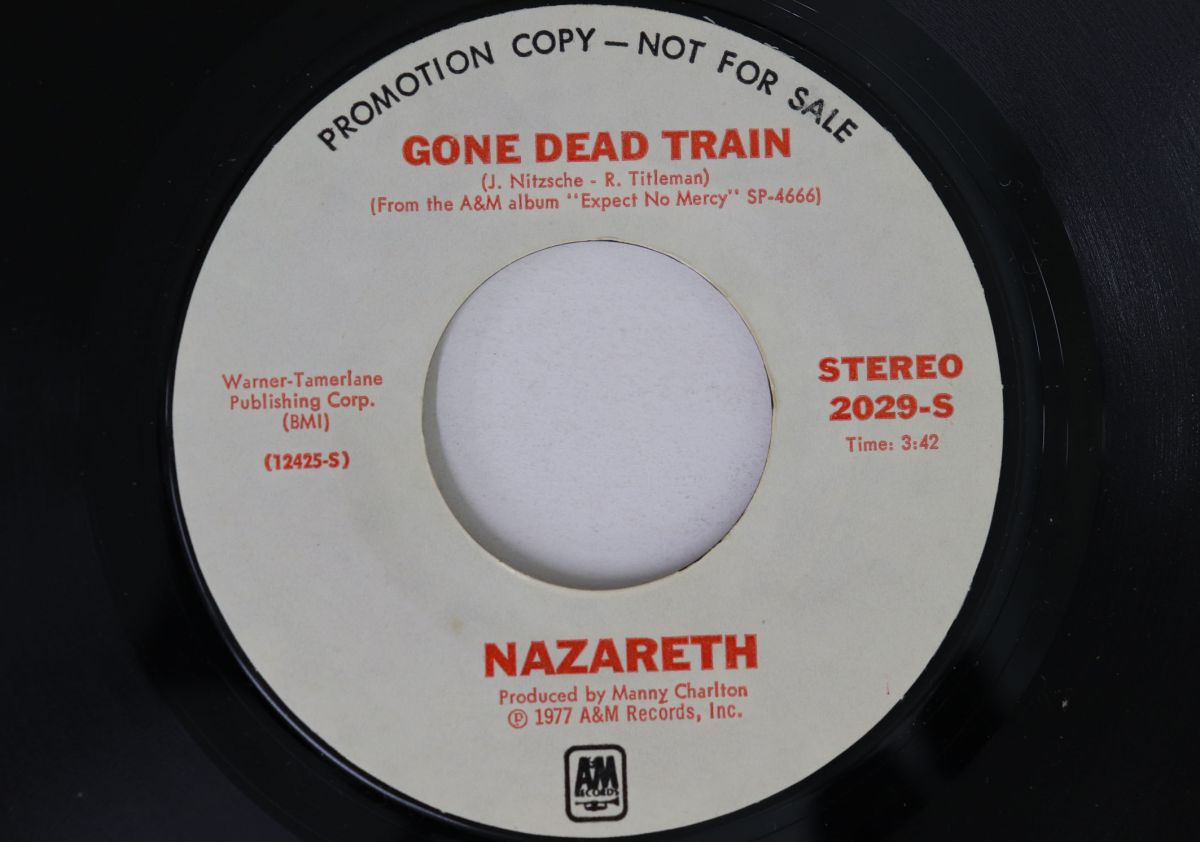 PROMOTION COPY — NOT FOR SALE
GONE DEAD TRAIN
(J. Nitzsche - R. Titleman)
(From the A&M album "Expect No Mercy" SP-4666)
Warner-Tamerlane
Publishing Corp.
(BMI)
(12425-S)
STEREO
2029-S
Time: 3:42
NAZARETH
Produced by Manny Charlton
Ⓟ 1977 A&M Records, Inc.
A&M
RECORDS